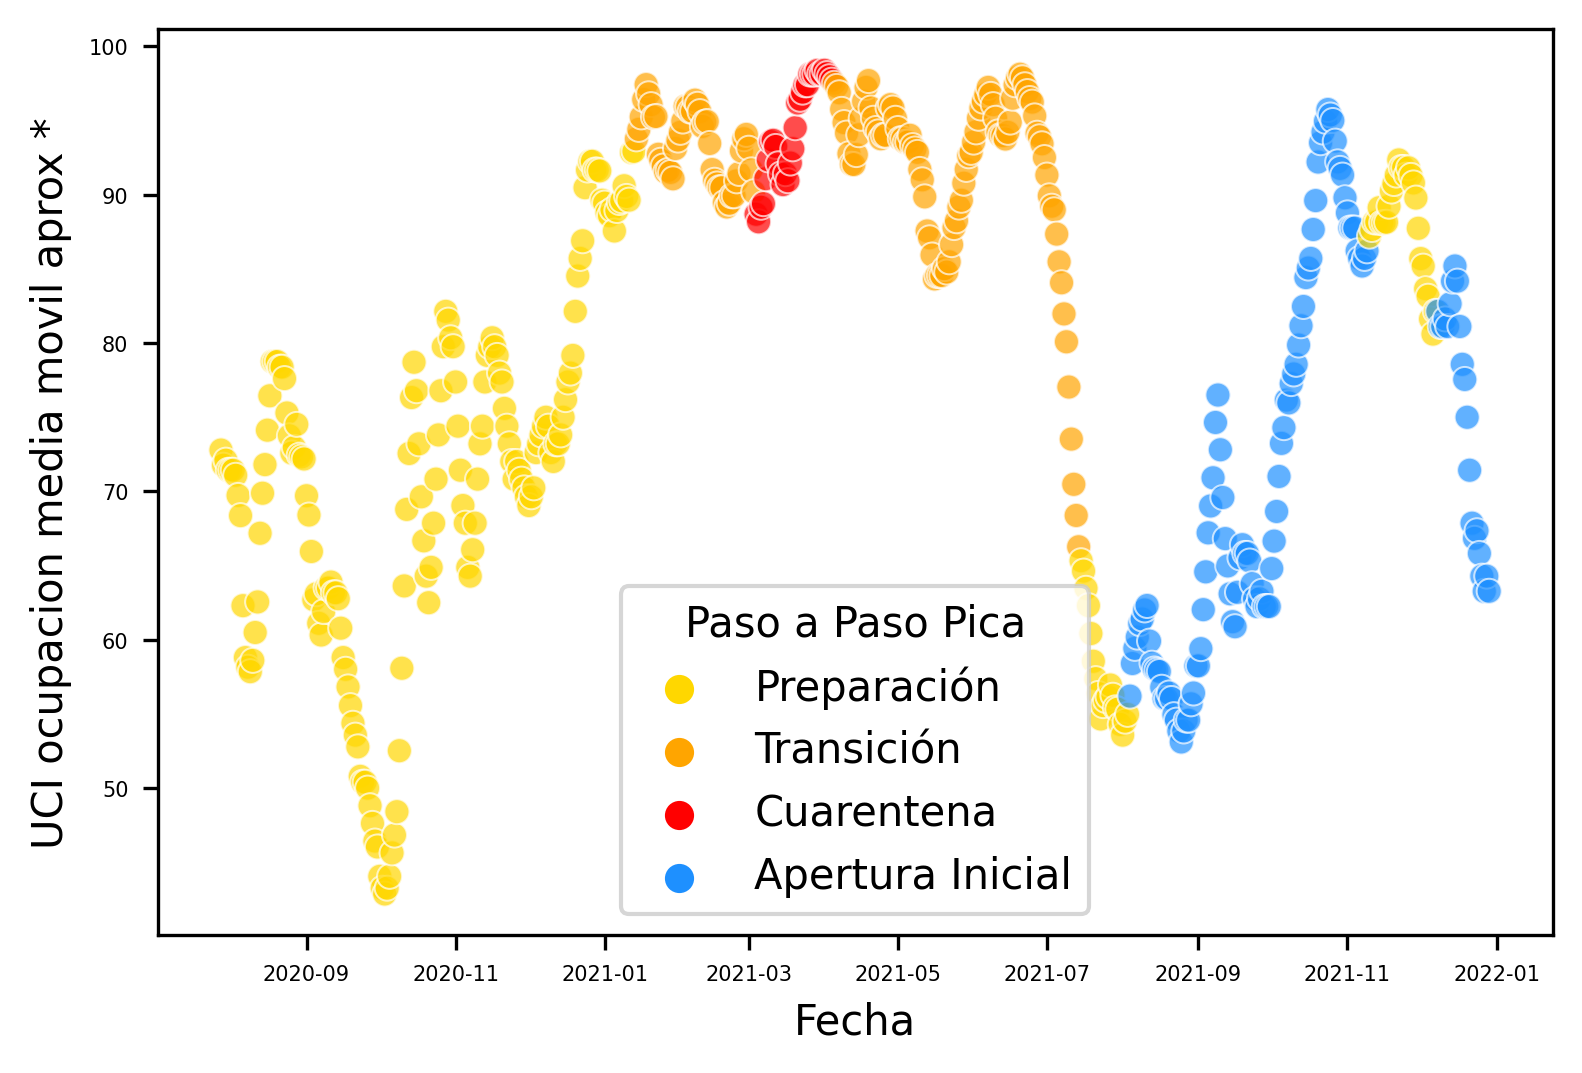 UCI ocupacion media movil aprox *
100
90
80
70
60
50
Paso a Paso Pica
Preparación
Transición
Cuarentena
Apertura Inicial
2020-09 2020-11 2021-01 2021-03 2021-05 2021-07 2021-09 2021-11 2022-01
Fecha